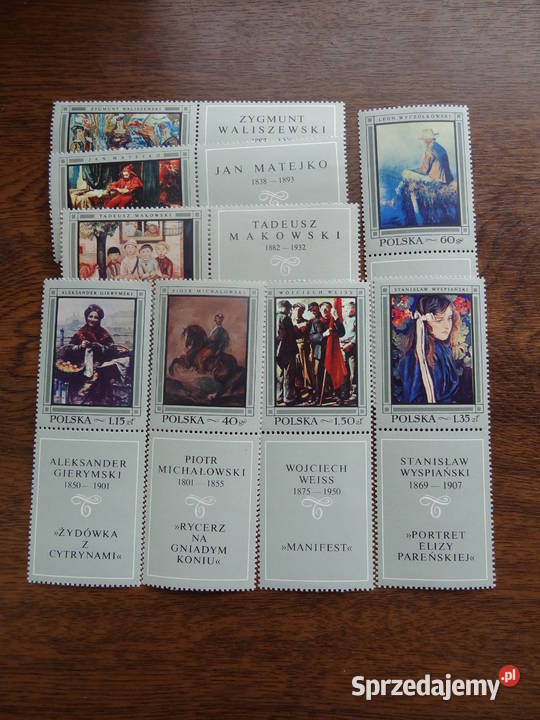 ZYGMUNT WALISZEWSKI
ZYGMUNT
WALISZEWSKI
JAN MATEJKO
JAN MATEJKO
1838 — 1893
TADEUSZ MAKOWSKI
TADEUSZ
MAKOWSKI
1882 — 1932
LEON WYCZÓŁKOWSKI
POLSKA 60 gr
ALEKSANDER GIERYMSKI
POLSKA 1.15 zł
ALEKSANDER
GIERYMSKI
1850 — 1901
»ŻYDÓWKA
Z
CYTRYNAMI«
PIOTR MICHAŁOWSKI
POLSKA 40 gr
PIOTR
MICHAŁOWSKI
1801 — 1855
»RYCERZ
NA
GNIADYM
KONIU«
WOJCIECH WEISS
POLSKA 1.50 zł
WOJCIECH
WEISS
1875 — 1950
»MANIFEST«
STANISŁAW WYSPIAŃSKI
POLSKA 1.35 zł
STANISŁAW
WYSPIAŃSKI
1869 — 1907
»PORTRET
ELIZY
PAREŃSKIEJ«
Sprzedajemy.pl